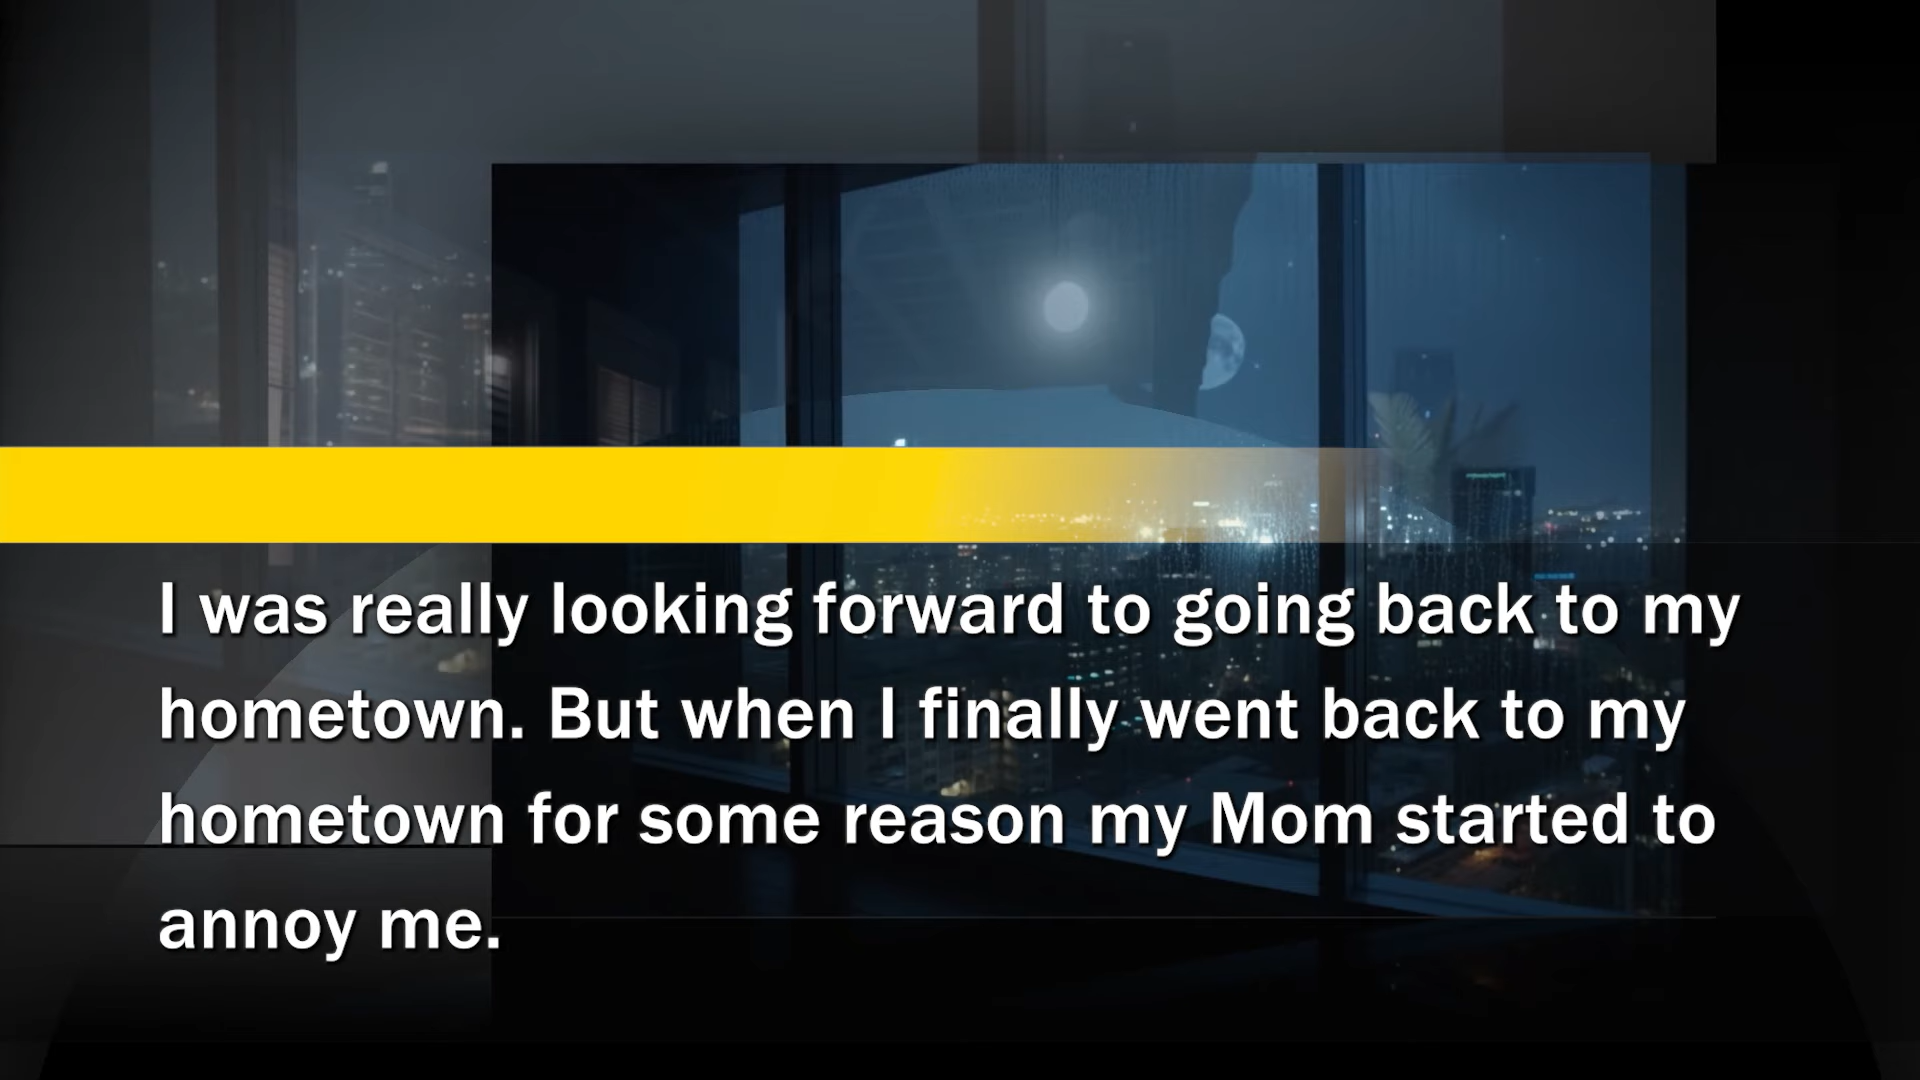 I was really looking forward to going back to my
hometown. But when I finally went back to my
hometown for some reason my Mom started to
annoy me.